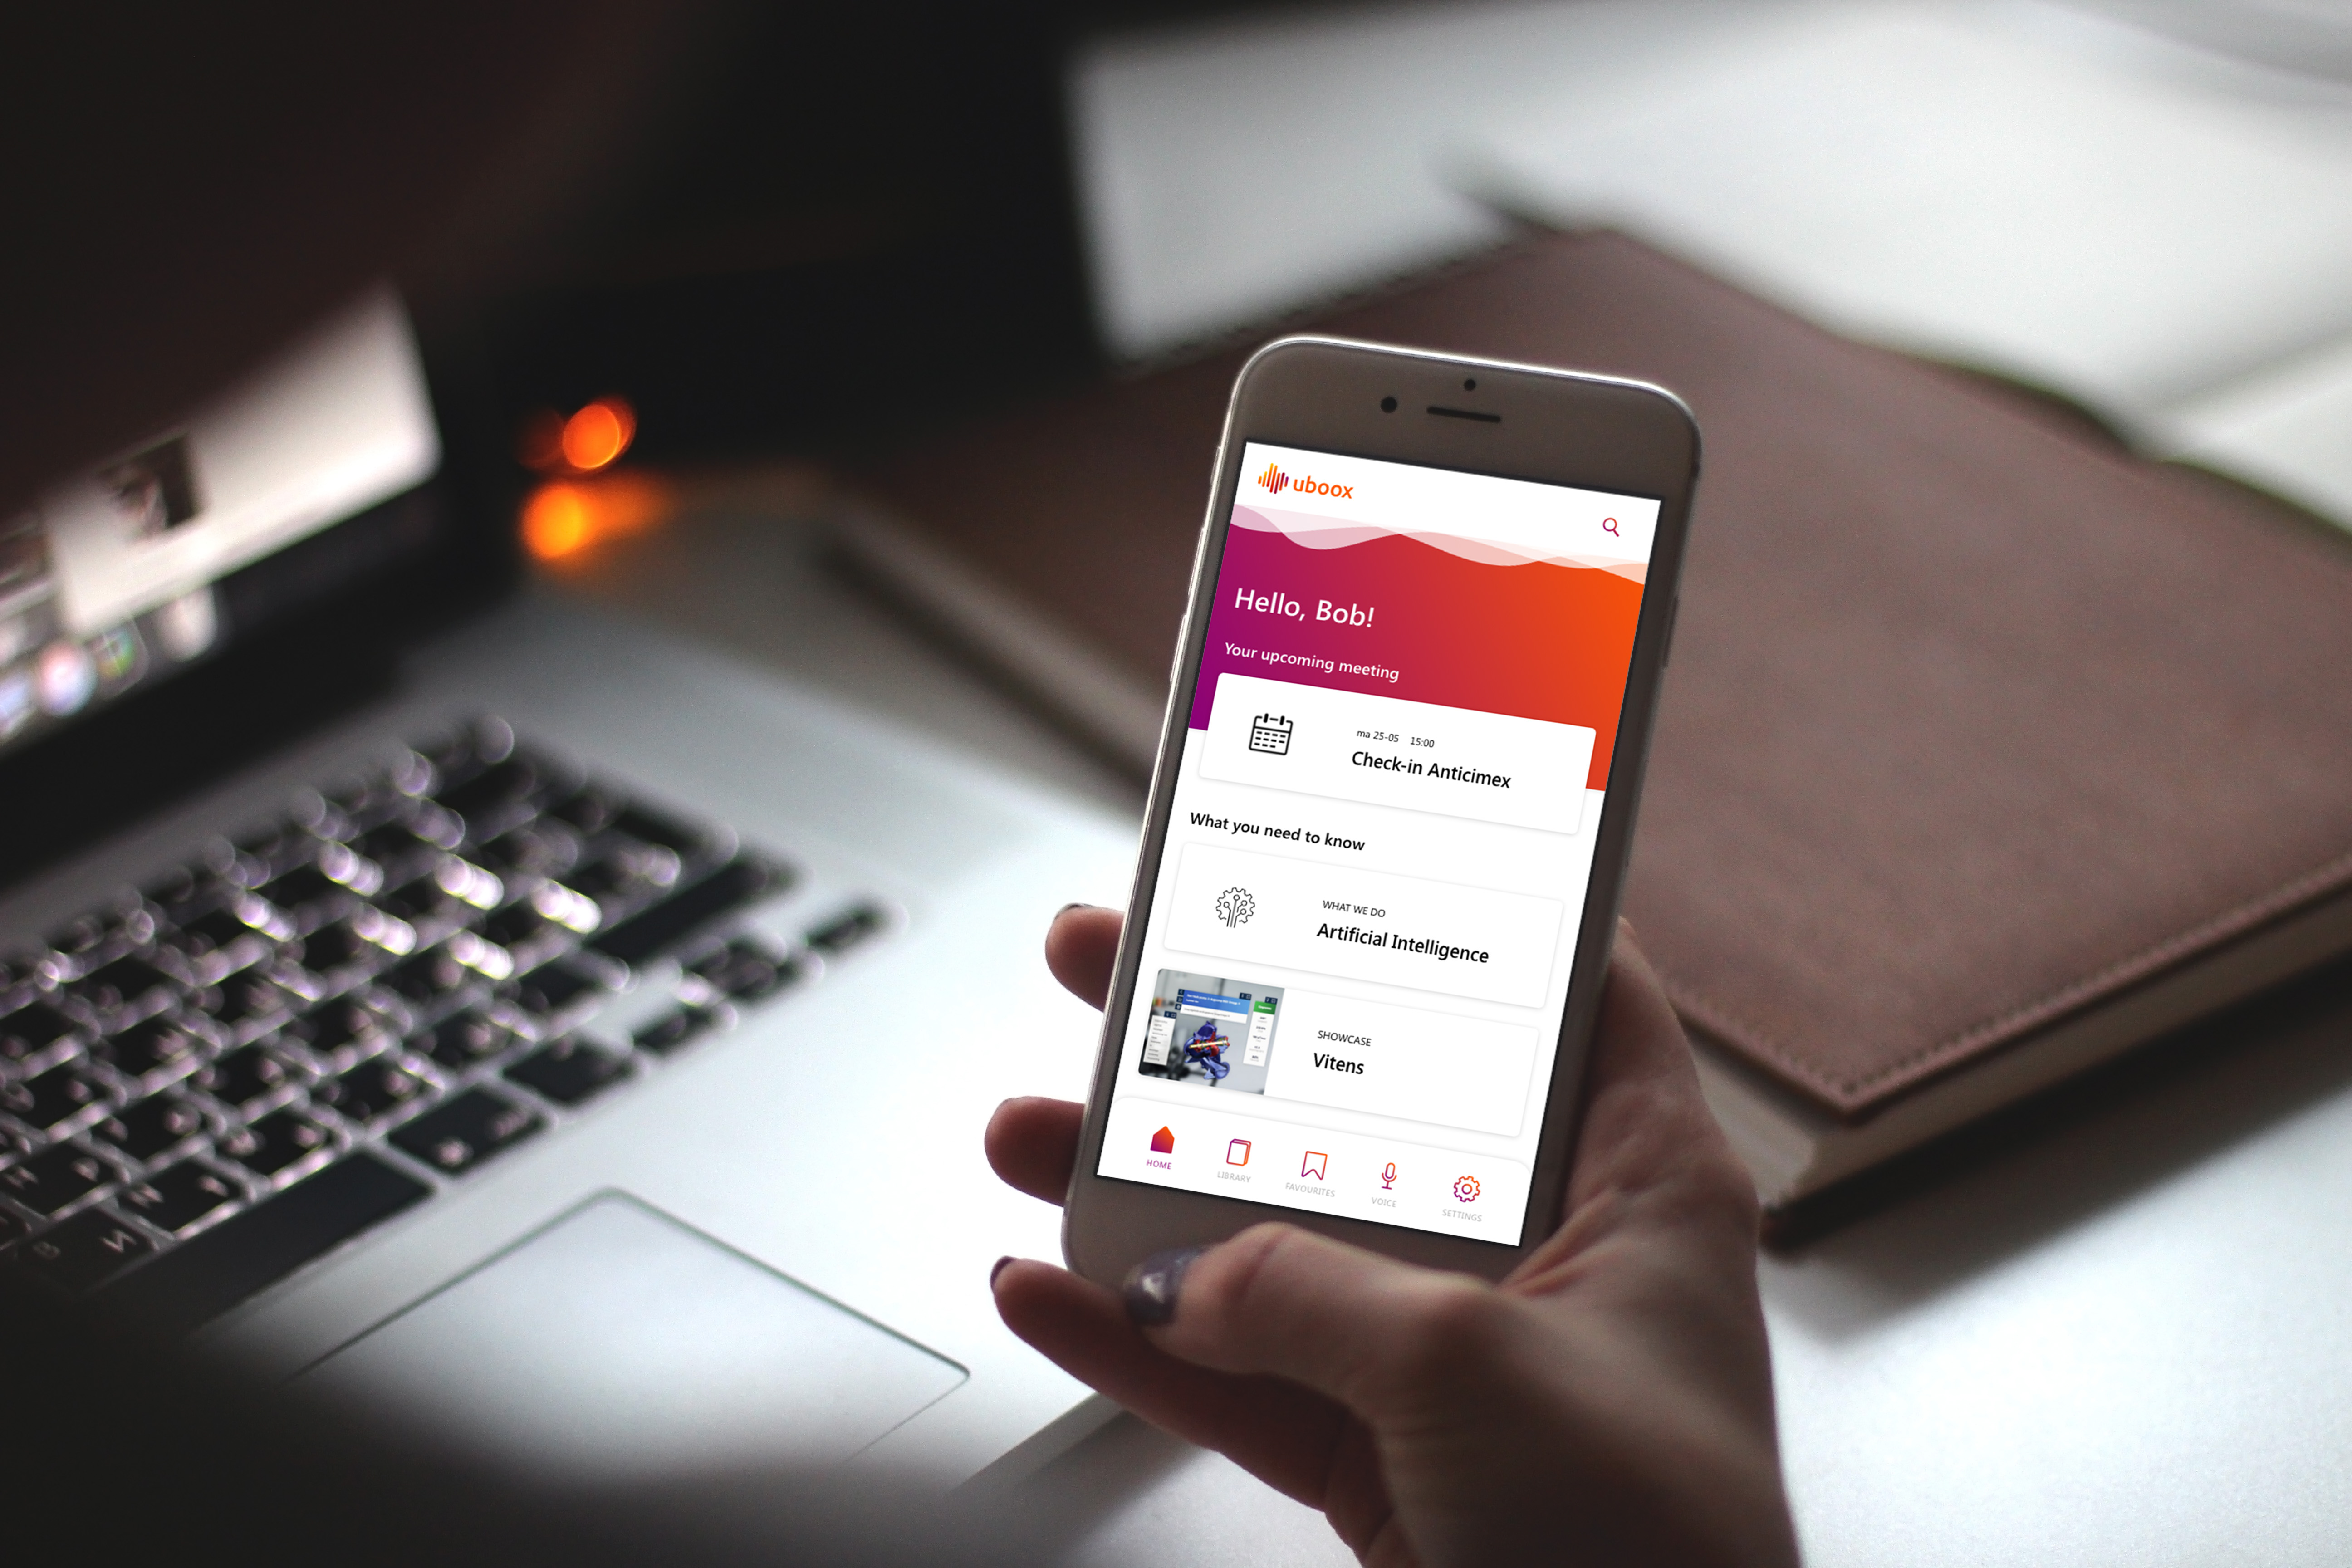 uboox
Hello, Bob!
Your upcoming meeting
ma 25-05 15:00
Check-in Anticimex
What you need to know
WHAT WE DO
Artificial Intelligence
SHOWCASE
Vitens
HOME
LIBRARY
FAVOURITES
VOICE
SETTINGS